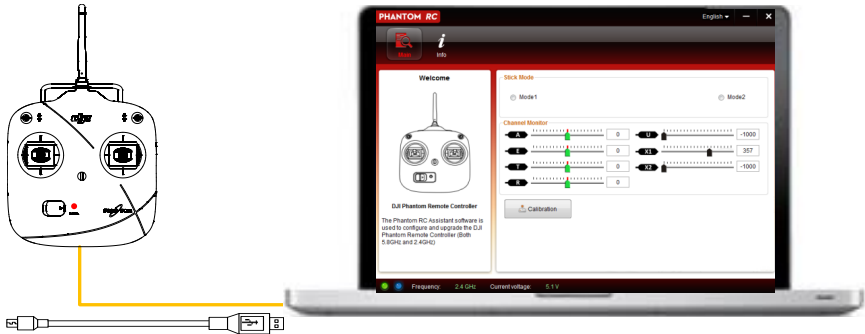 PHANTOM RC
English
Main
Info
Welcome
DJI Phantom Remote Controller
The Phantom RC Assistant software is
used to configure and upgrade the DJI
Phantom Remote Controller (Both
5.8GHz and 2.4GHz)
Stick Mode
Mode1
Mode2
Channel Monitor
A 0 U -1000
E 0 X1 357
T 0 X2 -1000
R 0
Calibration
Frequency: 2.4 GHz Current voltage: 5.1 V